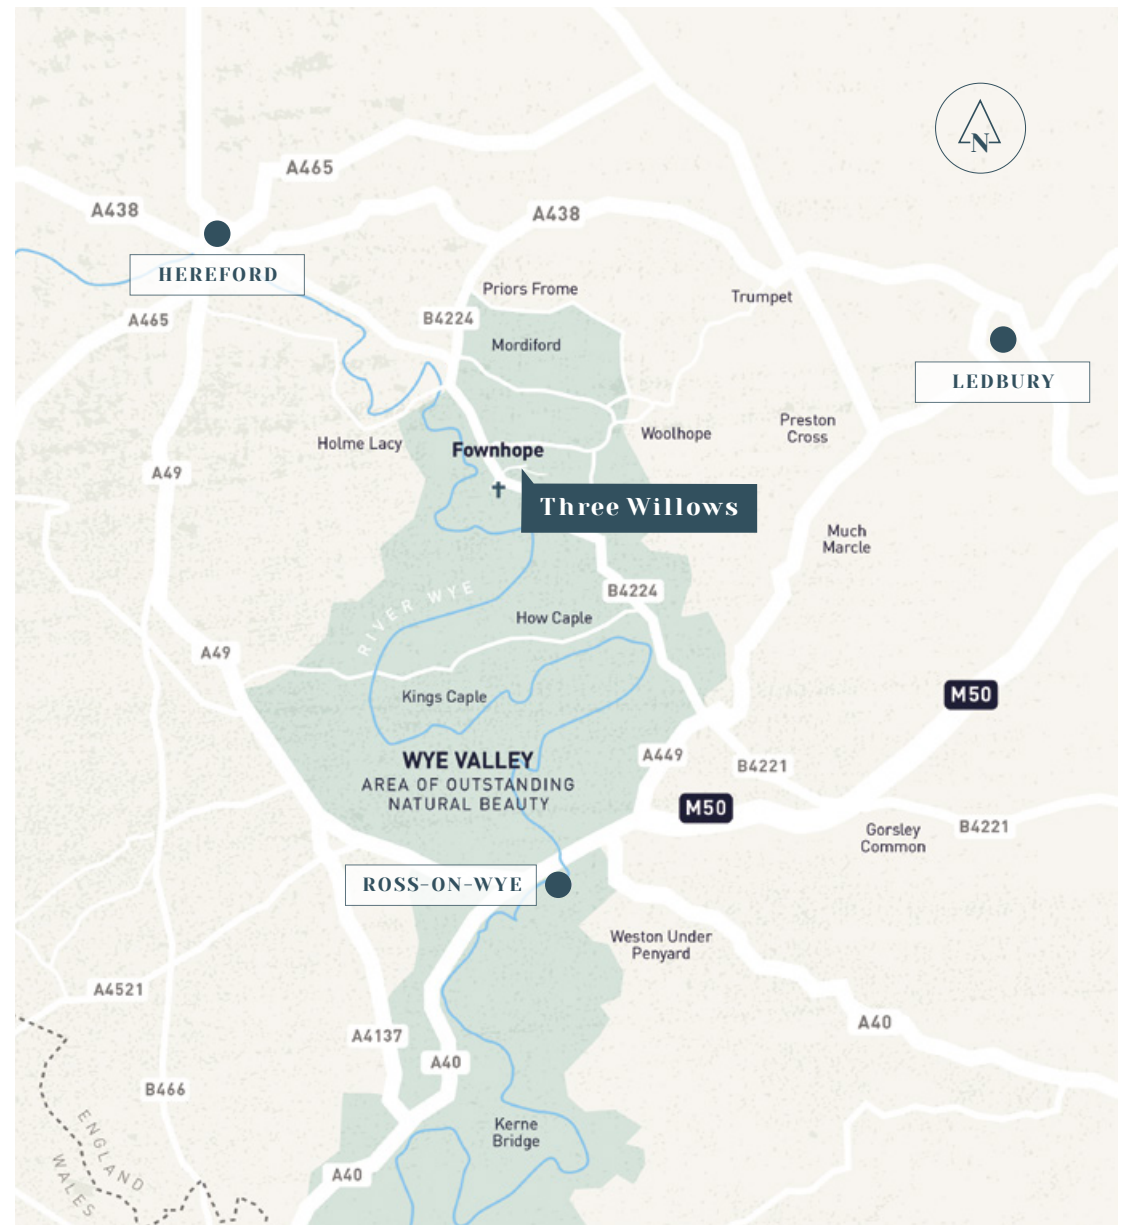 N
A465
A438
A438
HEREFORD
Priors Frome
Trumpet
A465
B4224
Mordiford
LEDBURY
Preston
Cross
Woolhope
Holme Lacy
Fownhope
A49
Three Willows
Much
Marcle
RIVER WYE
B4224
How Caple
A49
Kings Caple
M50
WYE VALLEY
AREA OF OUTSTANDING
NATURAL BEAUTY
A449
B4221
M50
Gorsley
Common
B4221
ROSS-ON-WYE
Weston Under
Penyard
A4521
A40
A4137
A40
B466
ENGLAND
WALES
Kerne
Bridge
A40